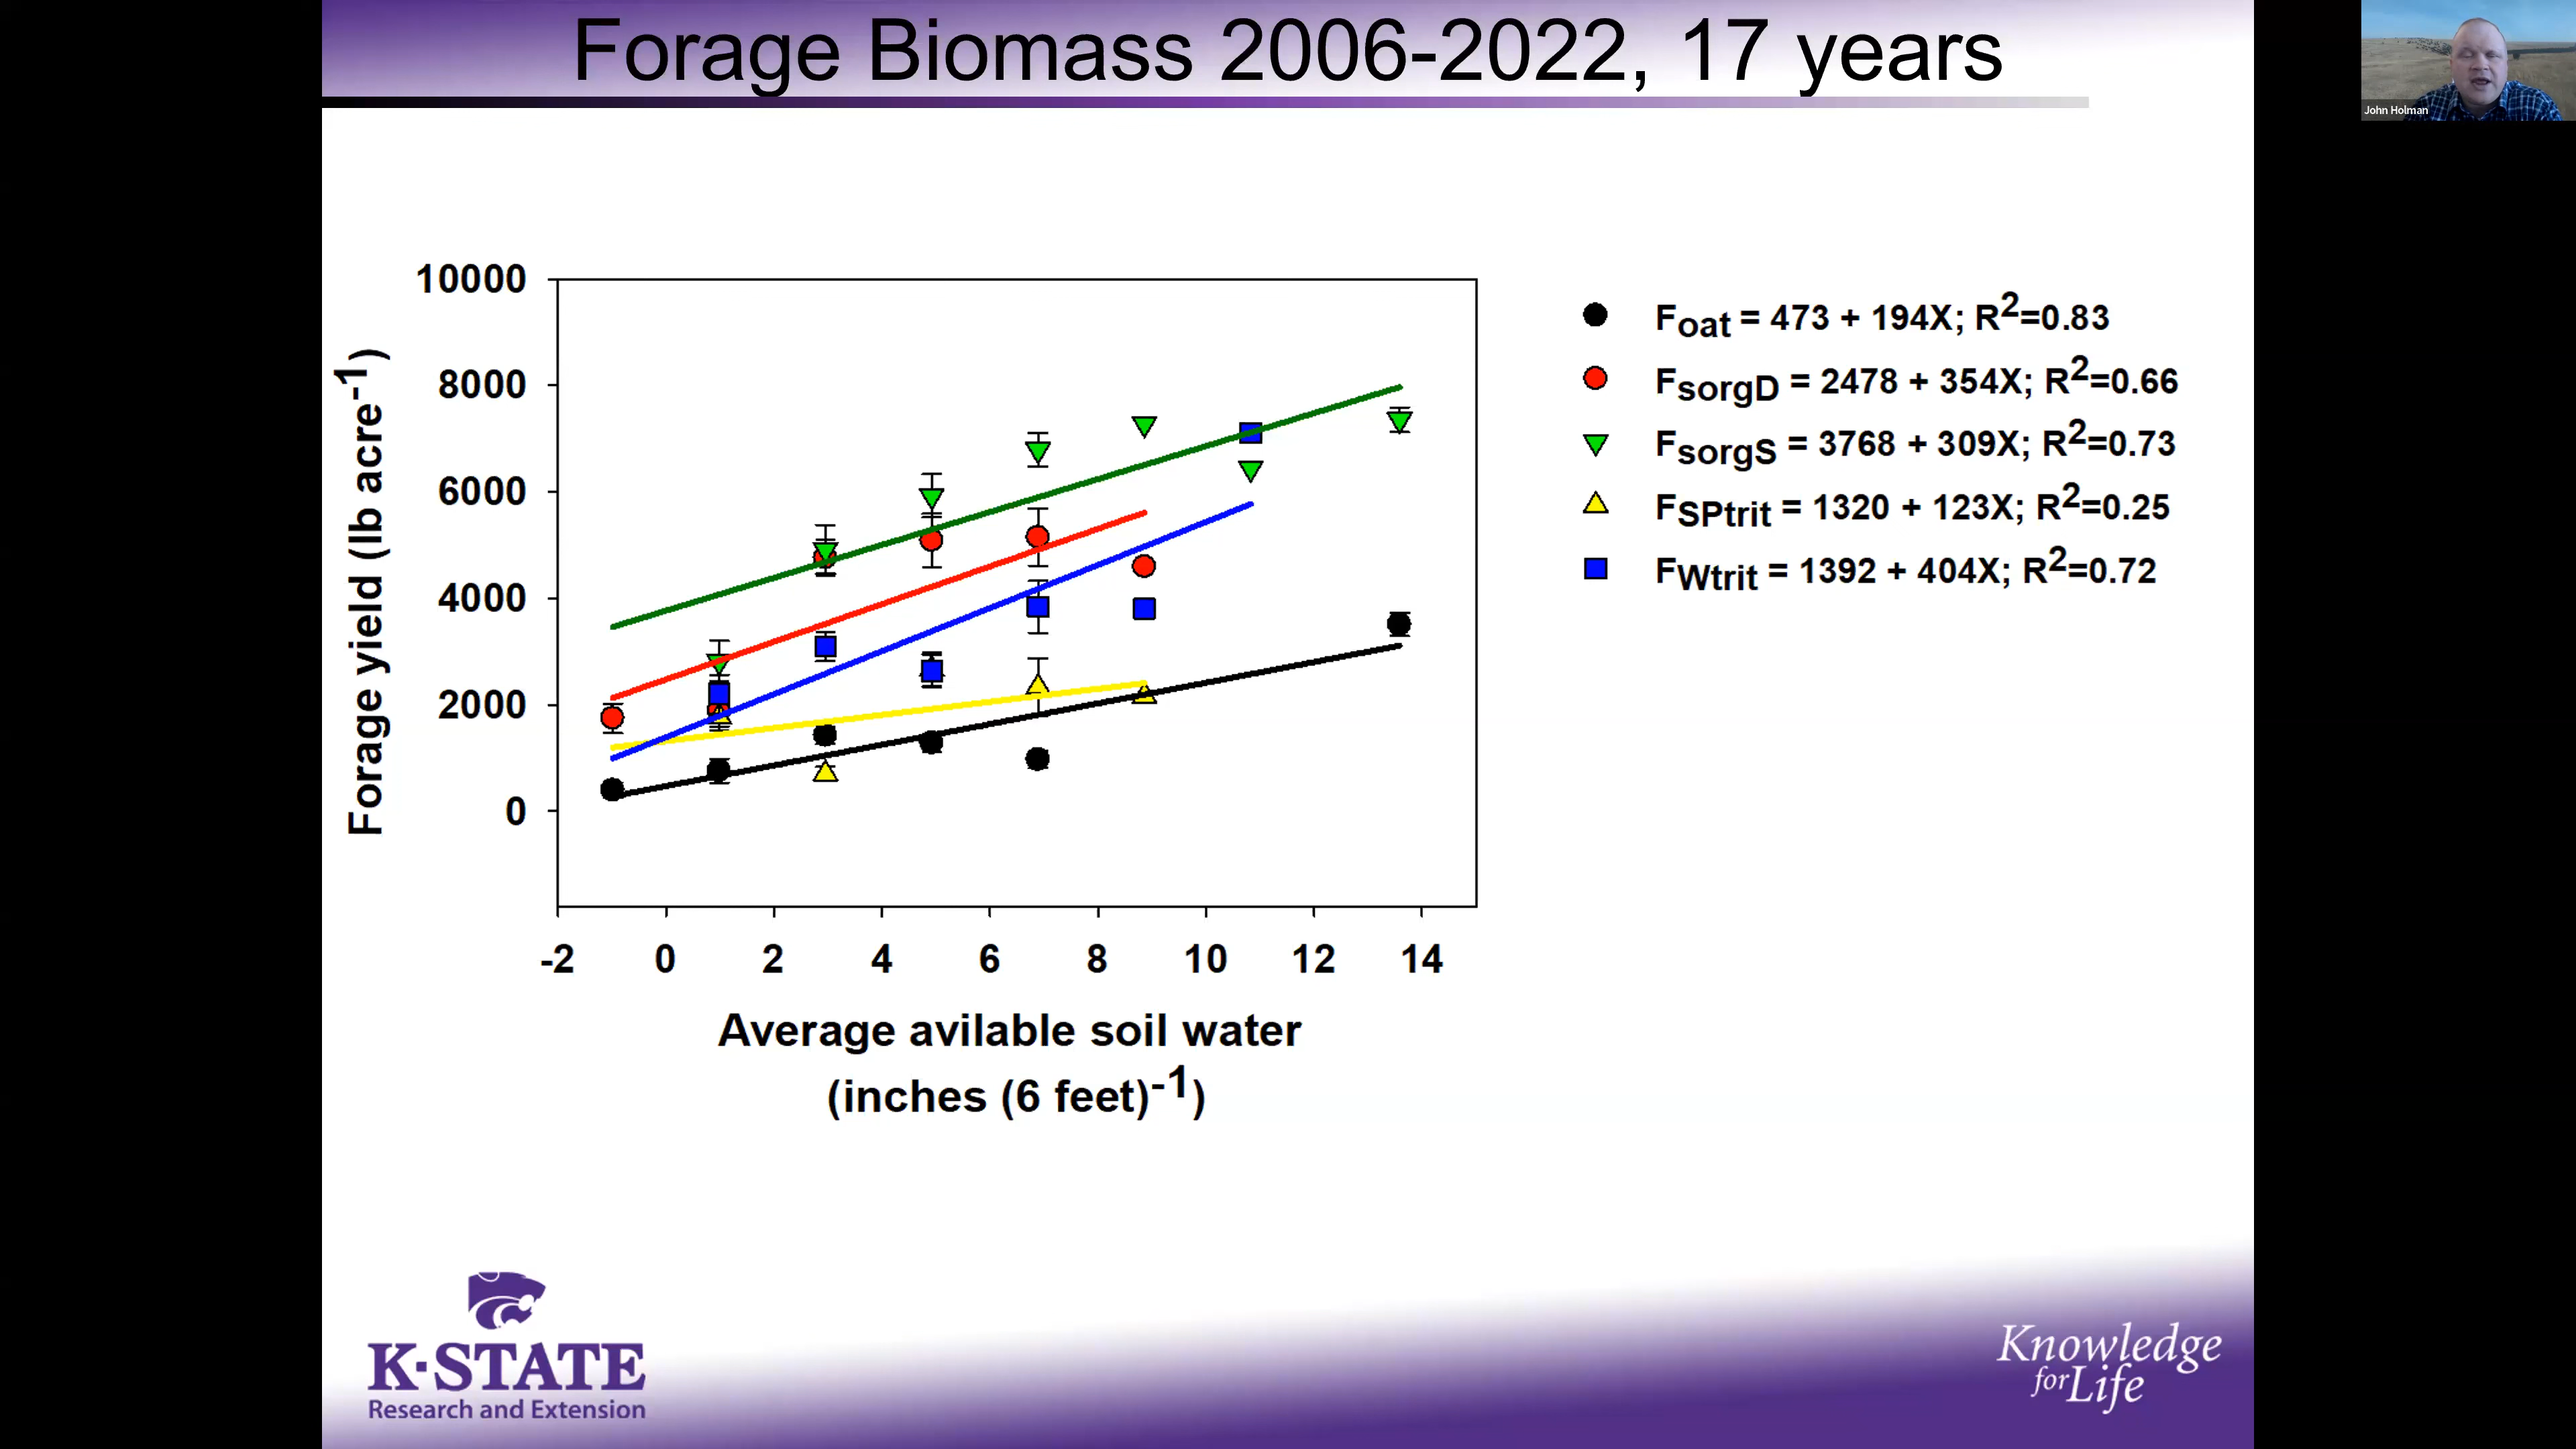 Forage Biomass 2006-2022, 17 years
John Holman
10000
8000
6000
4000
2000
0
Forage yield (lb acre-1)
-2 0 2 4 6 8 10 12 14
Average avilable soil water
(inches (6 feet)-1)
Foat = 473 + 194X; R2=0.83
FsorgD = 2478 + 354X; R2=0.66
FsorgS = 3768 + 309X; R2=0.73
FSPtrit = 1320 + 123X; R2=0.25
FWtrit = 1392 + 404X; R2=0.72
K·STATE
Research and Extension
Knowledge
for Life